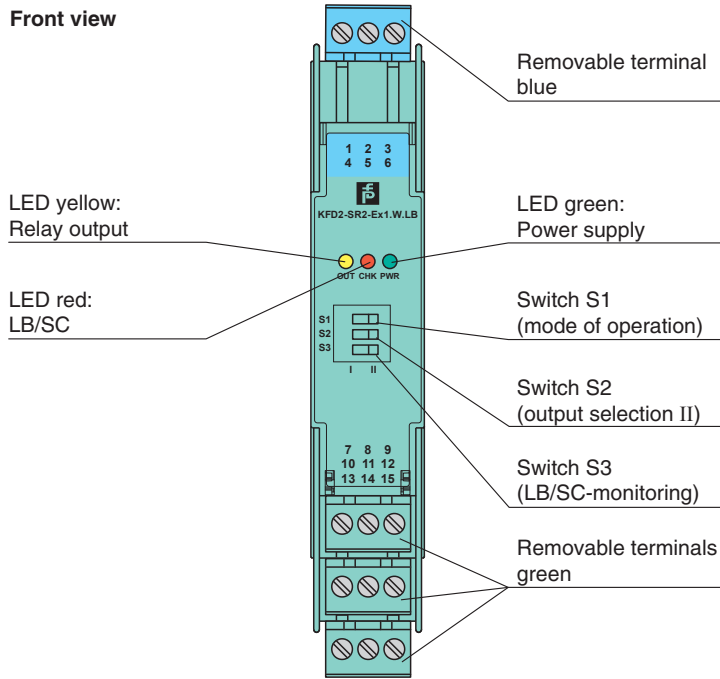 Front view
Removable terminal
blue
1 2 3
4 5 6
KFD2-SR2-Ex1.W.LB
LED yellow:
Relay output
LED green:
Power supply
OUT CHK PWR
LED red:
LB/SC
Switch S1
(mode of operation)
S1
S2
S3
I II
Switch S2
(output selection II)
Switch S3
(LB/SC-monitoring)
7 8 9
10 11 12
13 14 15
Removable terminals
green